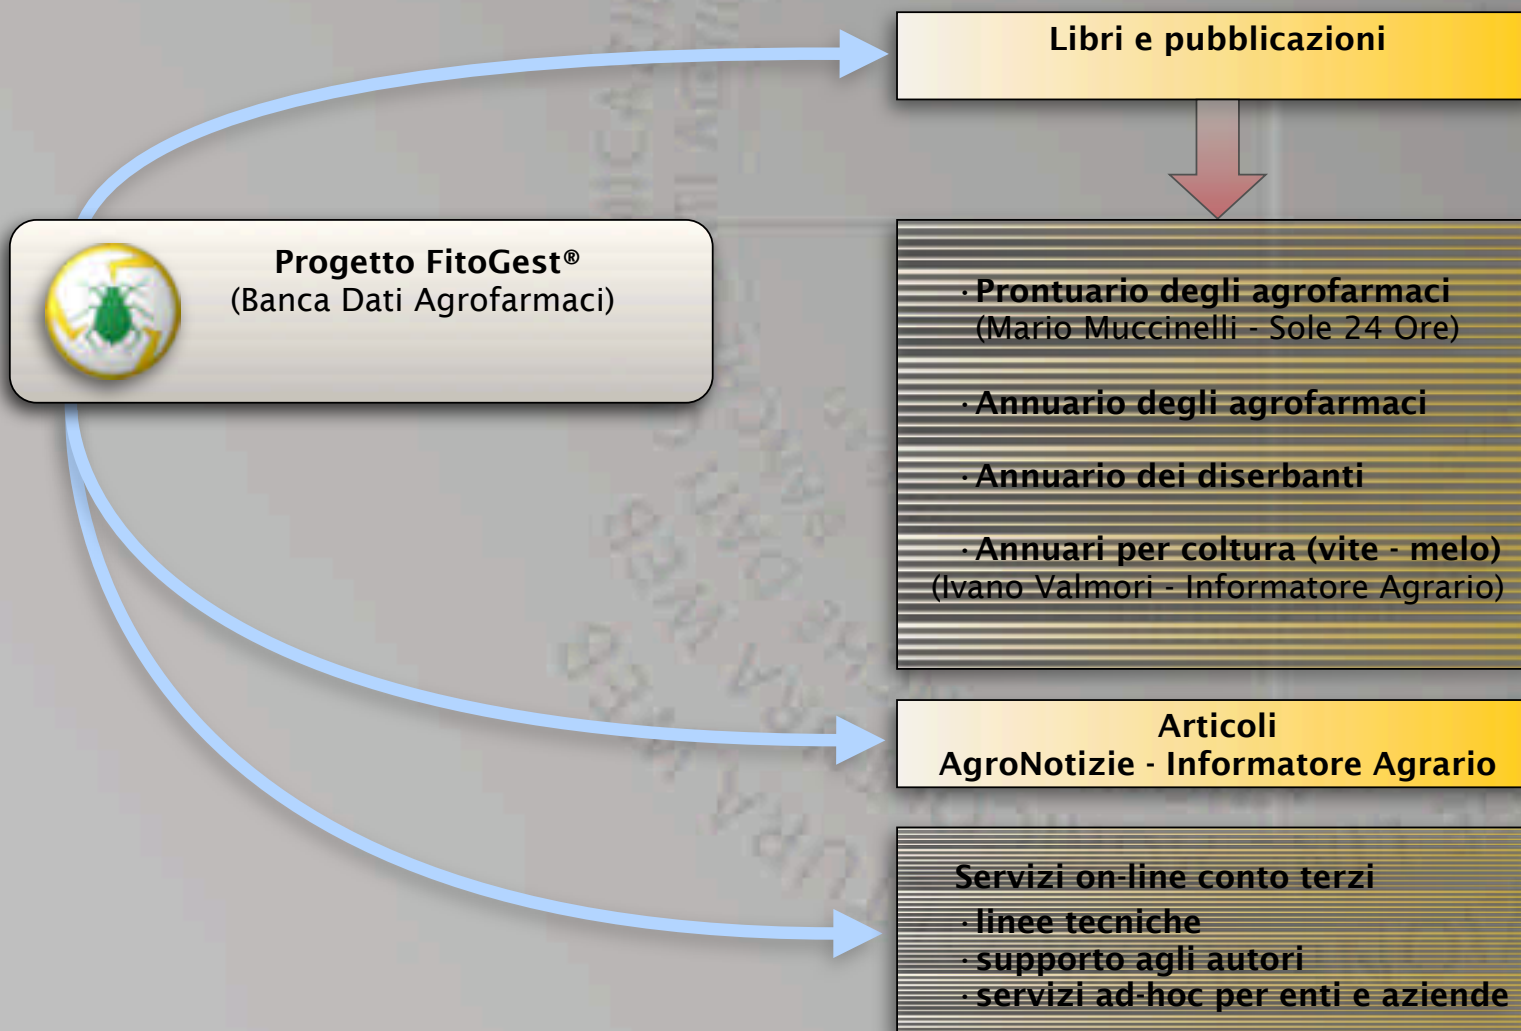 Libri e pubblicazioni
Progetto FitoGest®
(Banca Dati Agrofarmaci)
· Prontuario degli agrofarmaci
(Mario Muccinelli - Sole 24 Ore)
· Annuario degli agrofarmaci
· Annuario dei diserbanti
· Annuari per coltura (vite - melo)
(Ivano Valmori - Informatore Agrario)
Articoli
AgroNotizie - Informatore Agrario
Servizi on-line conto terzi
· linee tecniche
· supporto agli autori
· servizi ad-hoc per enti e aziende